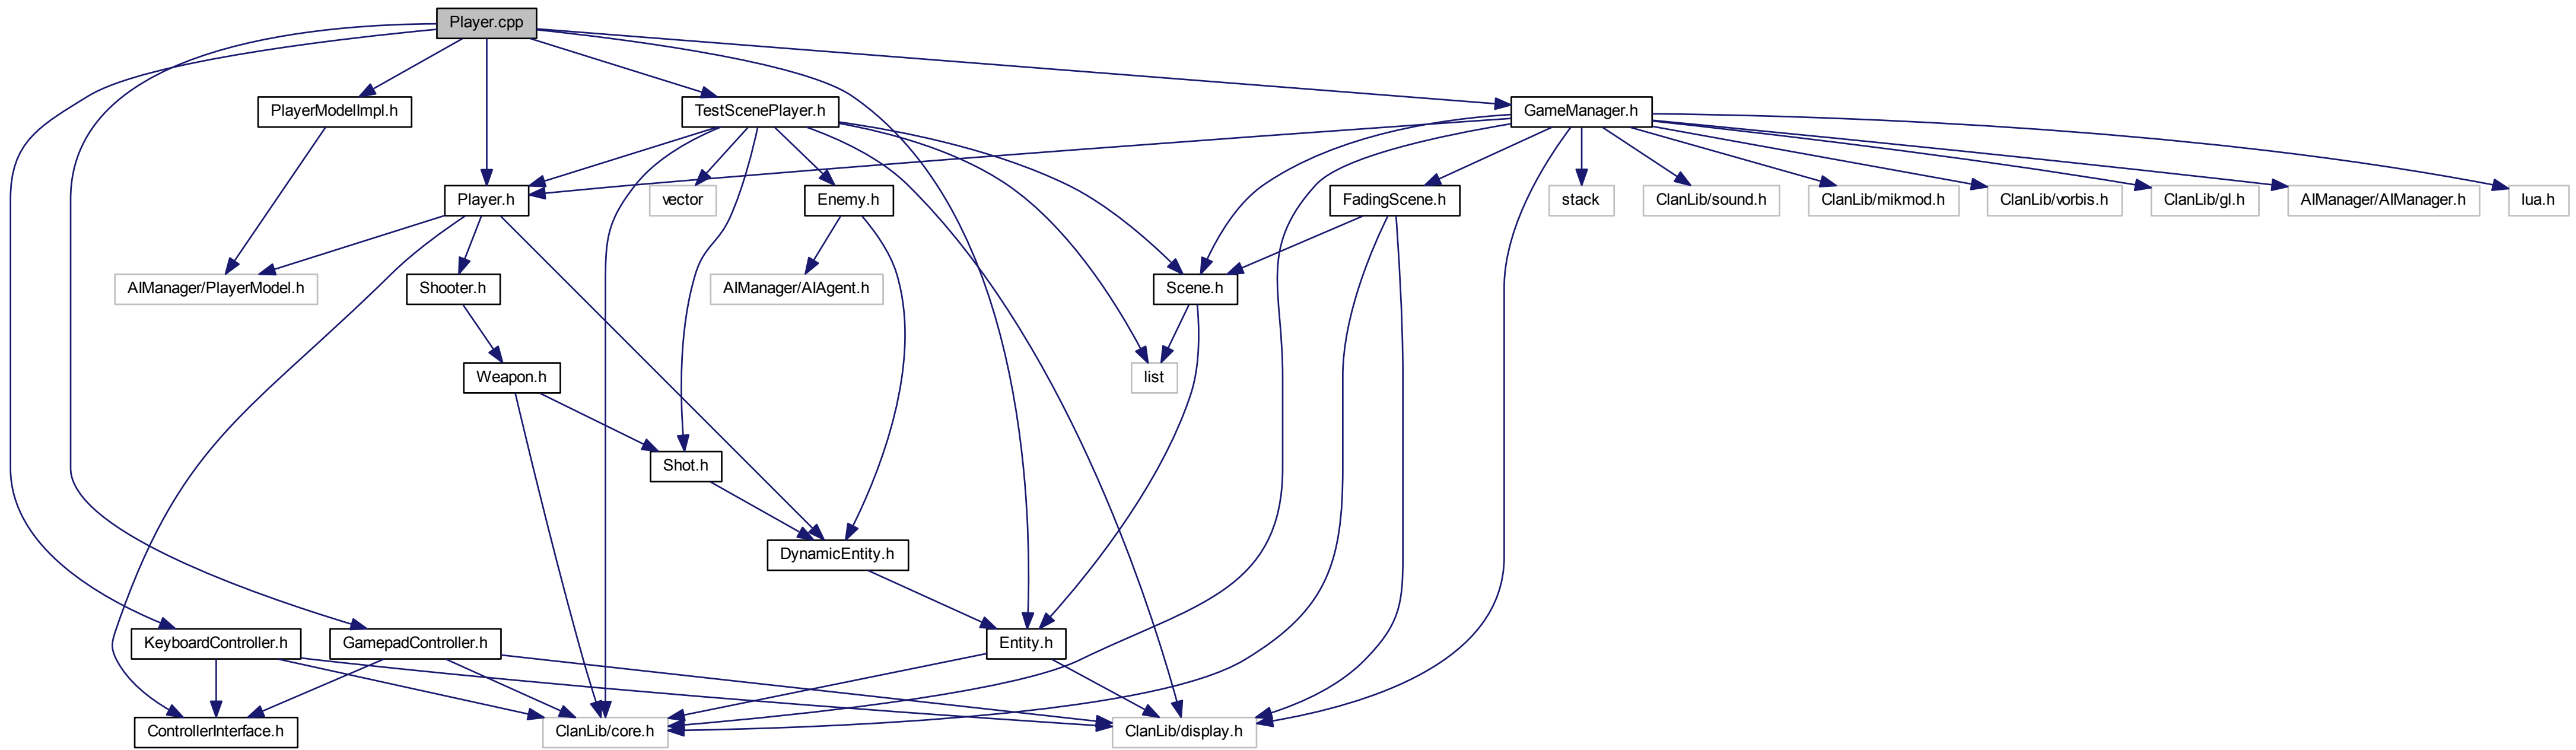 Player.cpp
PlayerModelImpl.h
TestScenePlayer.h
GameManager.h
Player.h
vector
Enemy.h
FadingScene.h
stack
ClanLib/sound.h
ClanLib/mikmod.h
ClanLib/vorbis.h
ClanLib/gl.h
AIManager/AIManager.h
lua.h
AIManager/PlayerModel.h
Shooter.h
AIManager/AIAgent.h
Scene.h
Weapon.h
list
Shot.h
DynamicEntity.h
KeyboardController.h
GamepadController.h
Entity.h
ControllerInterface.h
ClanLib/core.h
ClanLib/display.h